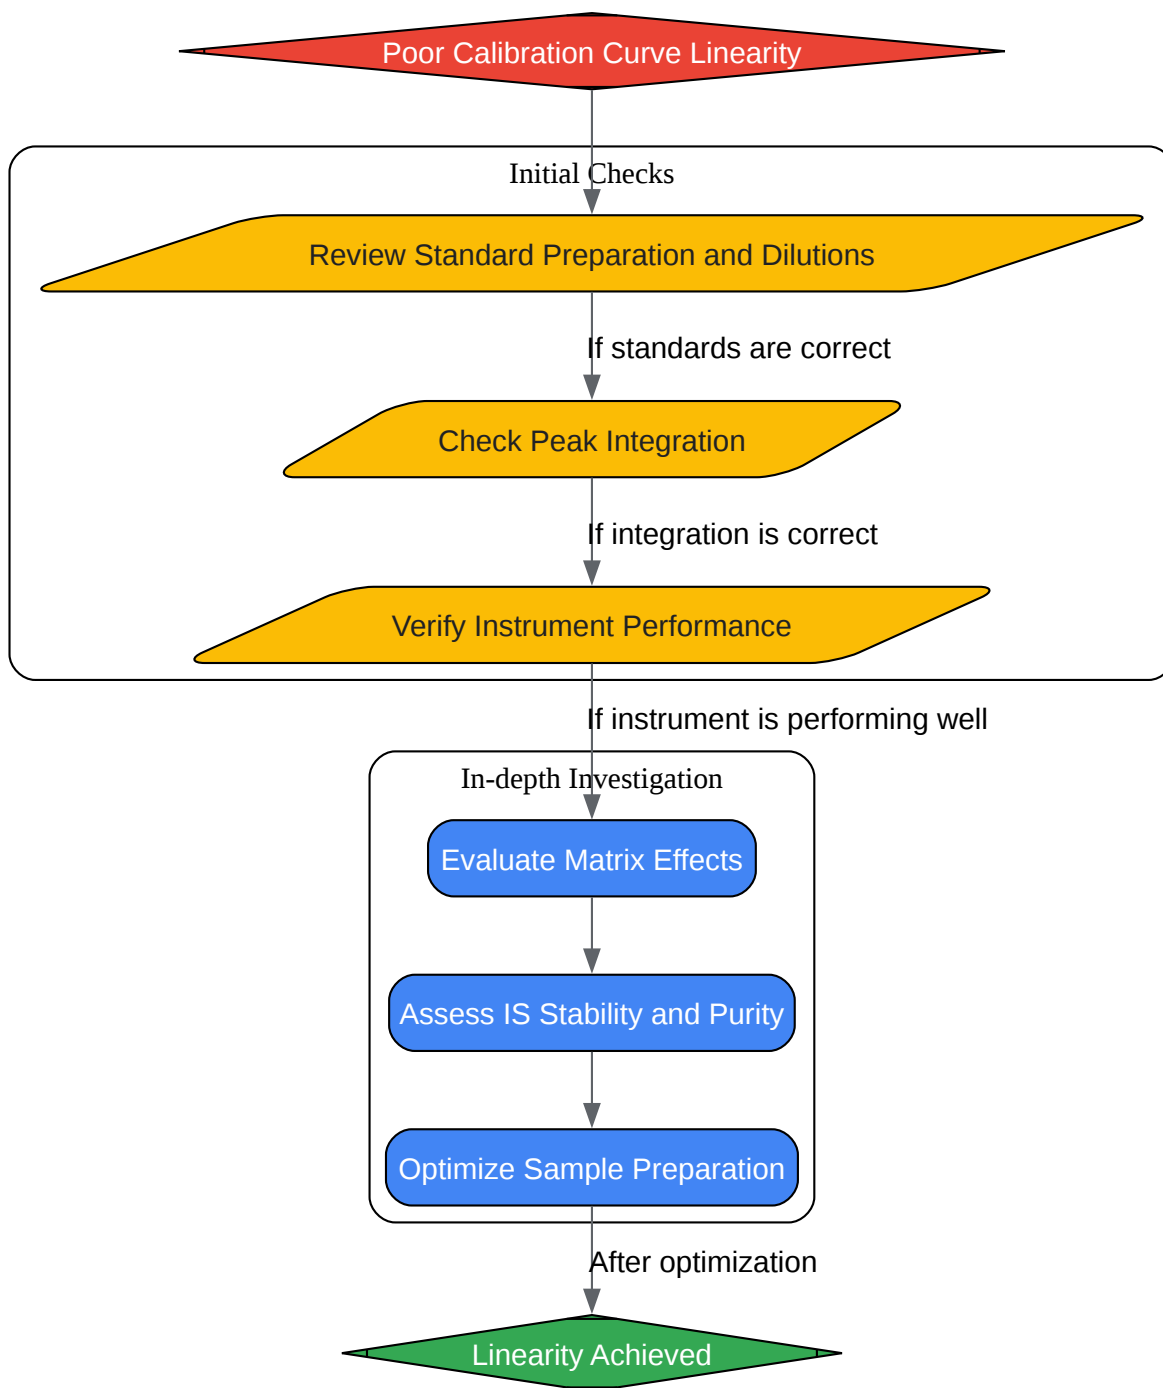 Poor Calibration Curve Linearity
Initial Checks
Review Standard Preparation and Dilutions
If standards are correct
Check Peak Integration
If integration is correct
Verify Instrument Performance
If instrument is performing well
In-depth Investigation
Evaluate Matrix Effects
Assess IS Stability and Purity
Optimize Sample Preparation
After optimization
Linearity Achieved